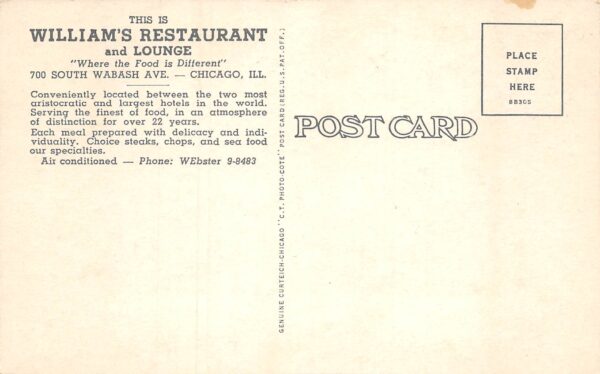 THIS IS
WILLIAM'S RESTAURANT
and LOUNGE
"Where the Food is Different"
700 SOUTH WABASH AVE. — CHICAGO, ILL.
Conveniently located between the two most
aristocratic and largest hotels in the world.
Serving the finest of food, in an atmosphere
of distinction for over 22 years.
Each meal prepared with delicacy and indi-
viduality. Choice steaks, chops, and sea food
our specialties.
Air conditioned — Phone: WEbster 9-8483
GENUINE CURTEICH-CHICAGO "C.T. PHOTO-COTE" POST CARD (REG. U.S. PAT. OFF.)
POST CARD
PLACE
STAMP
HERE